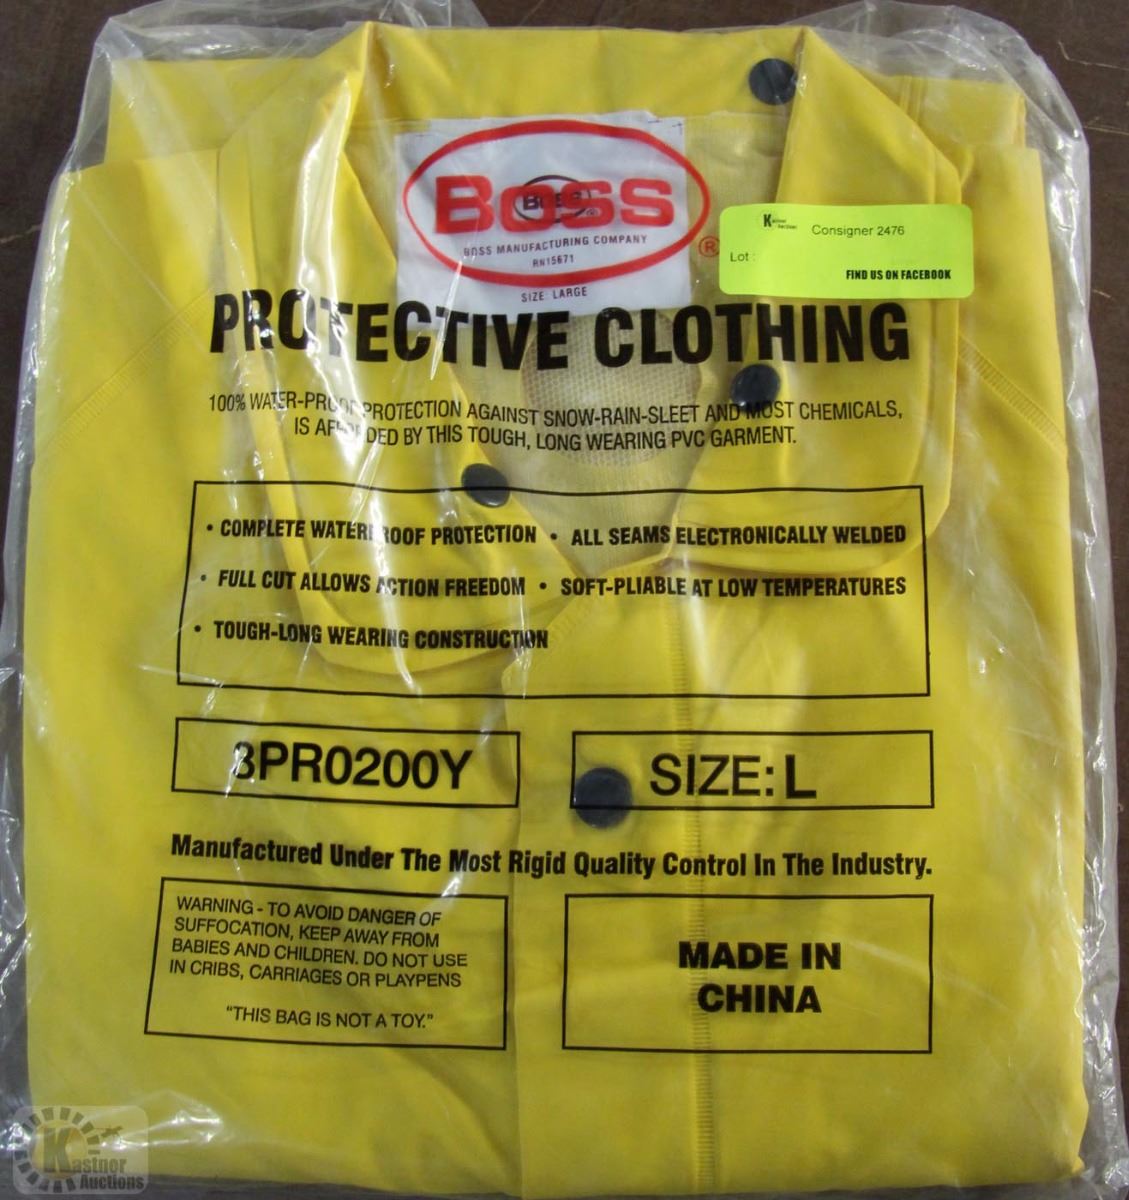 BOSS
BOSS MANUFACTURING COMPANY
RN15671
®
SIZE: LARGE
Kastner Auctions
Consigner 2476
Lot :
FIND US ON FACEBOOK
PROTECTIVE CLOTHING
100% WATER-PROOF PROTECTION AGAINST SNOW-RAIN-SLEET AND MOST CHEMICALS,
IS AFFORDED BY THIS TOUGH, LONG WEARING PVC GARMENT.
• COMPLETE WATERPROOF PROTECTION • ALL SEAMS ELECTRONICALLY WELDED
• FULL CUT ALLOWS ACTION FREEDOM • SOFT-PLIABLE AT LOW TEMPERATURES
• TOUGH-LONG WEARING CONSTRUCTION
3PR0200Y SIZE: L
Manufactured Under The Most Rigid Quality Control In The Industry.
WARNING - TO AVOID DANGER OF
SUFFOCATION, KEEP AWAY FROM
BABIES AND CHILDREN. DO NOT USE
IN CRIBS, CARRIAGES OR PLAYPENS
"THIS BAG IS NOT A TOY."
MADE IN
CHINA
Kastner
Auctions